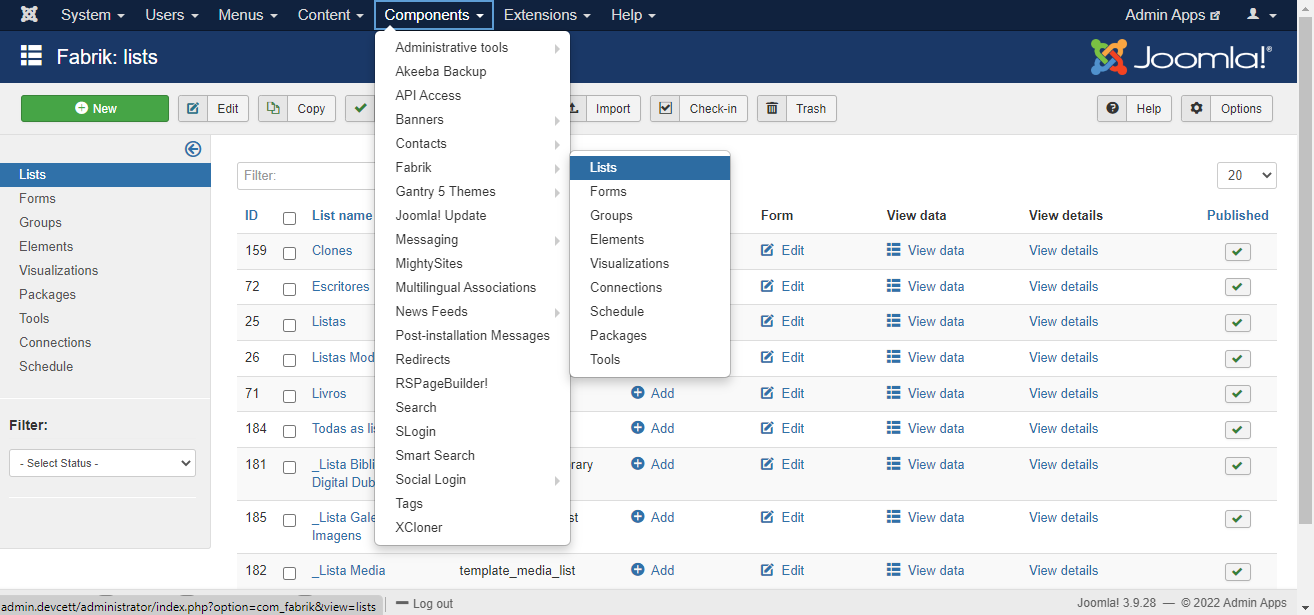 System Users Menus Content Components Extensions Help Admin Apps
Fabrik: lists Joomla!®
New Edit Copy Import Check-in Trash Help Options
Administrative tools
Akeeba Backup
API Access
Banners
Contacts
Fabrik
Gantry 5 Themes
Joomla! Update
Messaging
MightySites
Multilingual Associations
News Feeds
Post-installation Messages
Redirects
RSPageBuilder!
Search
SLogin
Smart Search
Social Login
Tags
XCloner
Lists
Forms
Groups
Elements
Visualizations
Connections
Schedule
Packages
Tools
Lists
Forms
Groups
Elements
Visualizations
Packages
Tools
Connections
Schedule
Filter:
- Select Status -
Filter: 20
ID List name Form View data View details Published
159 Clones Edit View data View details
72 Escritores Edit View data View details
25 Listas Edit View data View details
26 Listas Mod Edit View data View details
71 Livros Add Edit View data View details
184 Todas as lis Add Edit View data View details
181 _Lista Bibli rary Add Edit View data View details
Digital Dub
185 _Lista Gale st Add Edit View data View details
Imagens
182 _Lista Media template_media_list Add Edit View data View details
admin.devcett/administrator/index.php?option=com_fabrik&view=lists Log out Joomla! 3.9.28 — © 2022 Admin Apps